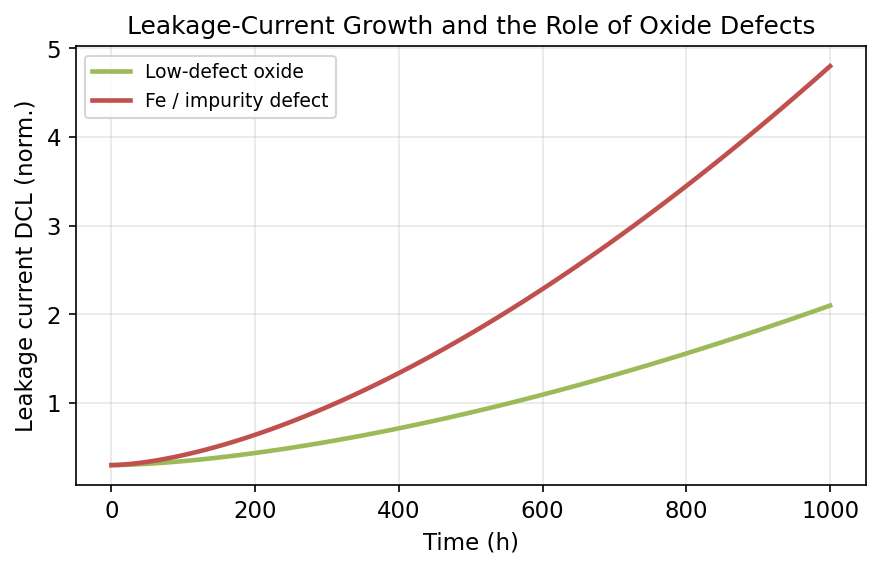 Leakage-Current Growth and the Role of Oxide Defects
Low-defect oxide
Fe / impurity defect
Leakage current DCL (norm.)
5
4
3
2
1
0
200
400
600
800
1000
Time (h)